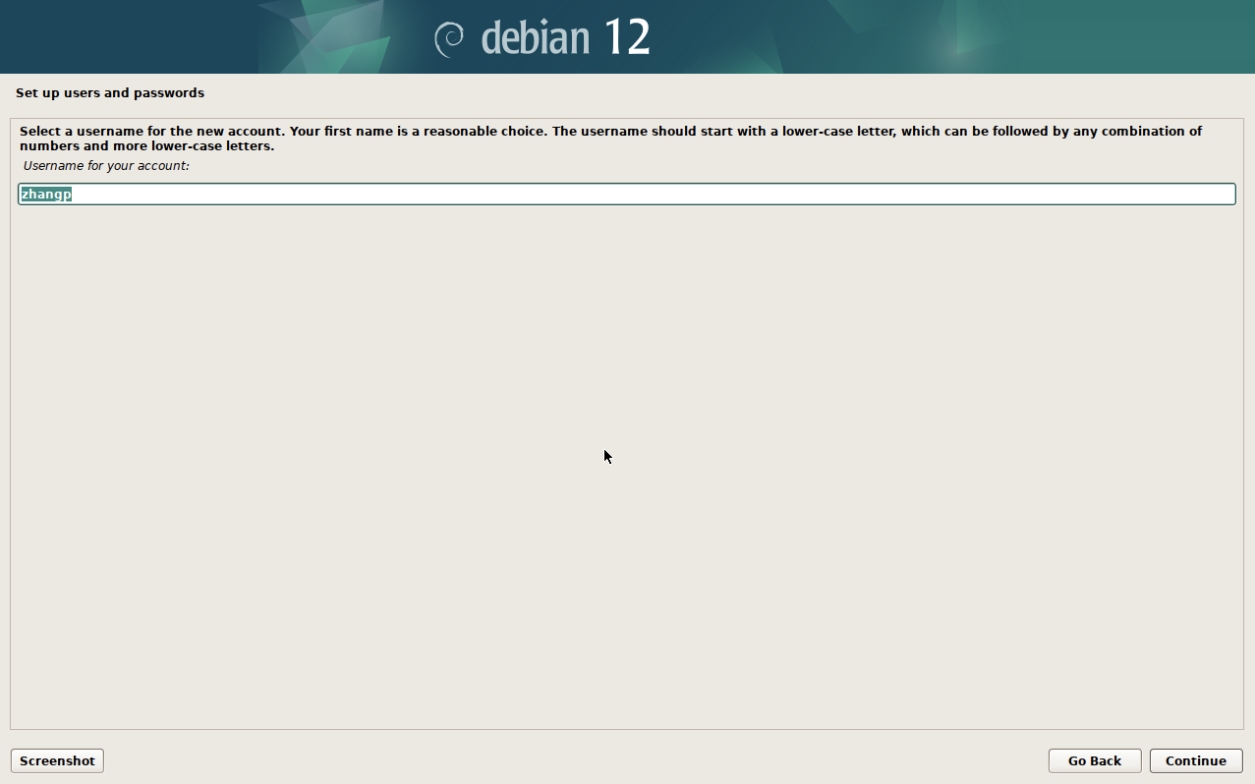 debian 12
Set up users and passwords
Select a username for the new account. Your first name is a reasonable choice. The username should start with a lower-case letter, which can be followed by any combination of
numbers and more lower-case letters.
Username for your account:
zhangp
Screenshot
Go Back
Continue